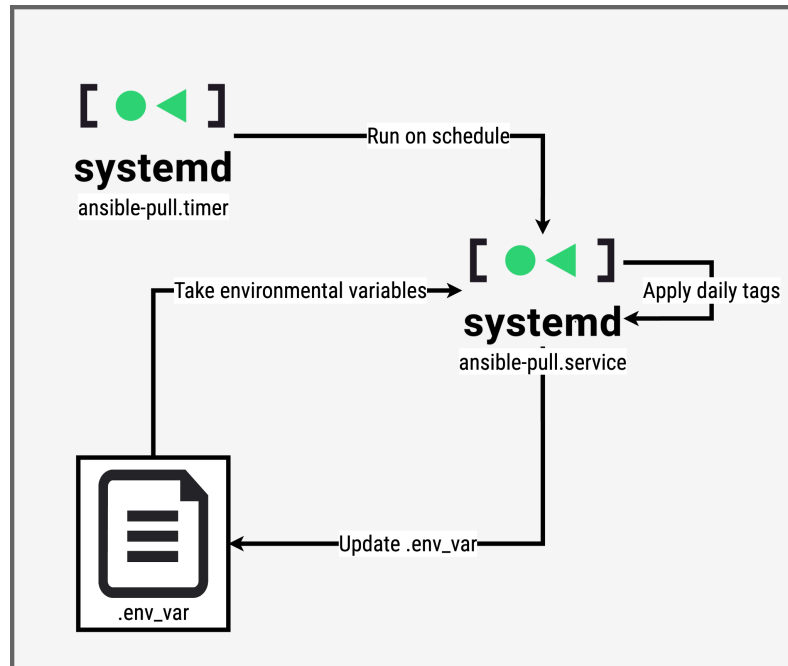 Run on schedule
systemd
ansible-pull.timer
Take environmental variables
Apply daily tags
systemd
ansible-pull.service
Update .env_var
.env_var